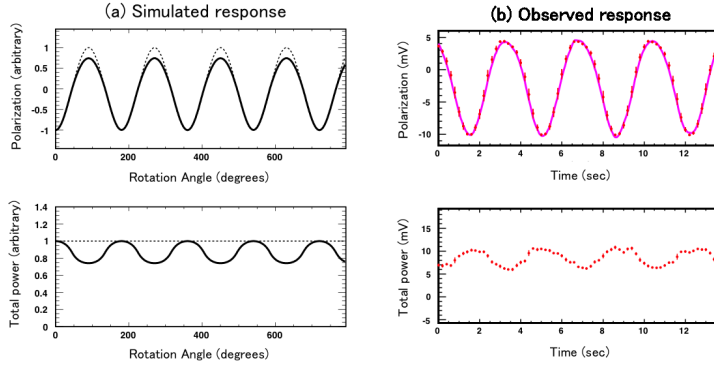 (a) Simulated response
Polarization (arbitrary)
1
0.5
0
-0.5
-1
0 200 400 600
Rotation Angle (degrees)
Total power (arbitrary)
1.4
1.2
1
0.8
0.6
0.4
0.2
0
0 200 400 600
Rotation Angle (degrees)
(b) Observed response
Polarization (mV)
5
0
-5
-10
0 2 4 6 8 10 12
Time (sec)
Total power (mV)
15
10
5
0
-5
0 2 4 6 8 10 12
Time (sec)